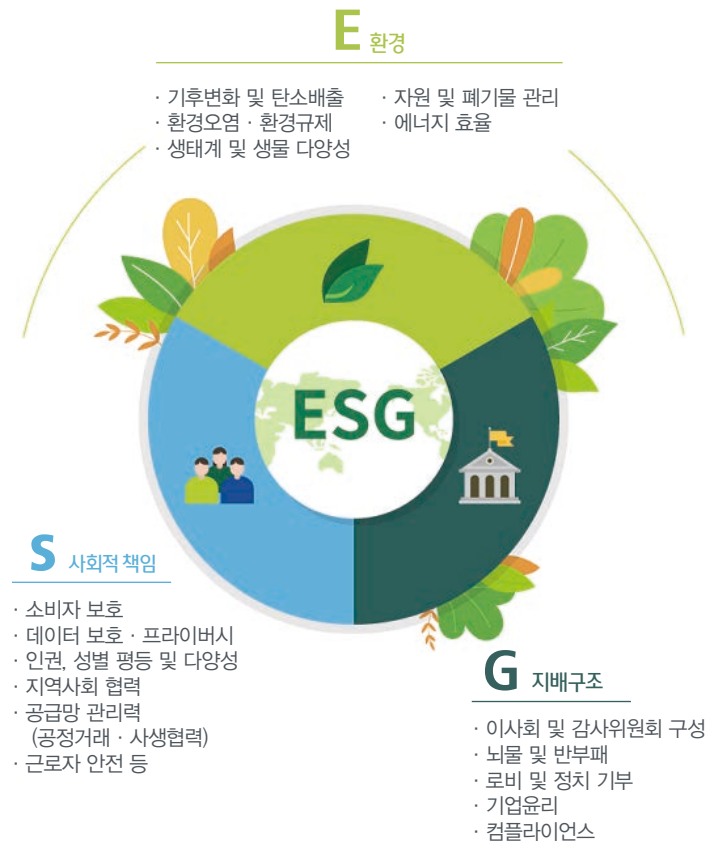 E 환경
· 기후변화 및 탄소배출
· 환경오염 · 환경규제
· 생태계 및 생물 다양성
· 자원 및 폐기물 관리
· 에너지 효율
ESG
S 사회적 책임
· 소비자 보호
· 데이터 보호 · 프라이버시
· 인권, 성별 평등 및 다양성
· 지역사회 협력
· 공급망 관리력
(공정거래 · 사생협력)
· 근로자 안전 등
G 지배구조
· 이사회 및 감사위원회 구성
· 뇌물 및 반부패
· 로비 및 정치 기부
· 기업윤리
· 컴플라이언스